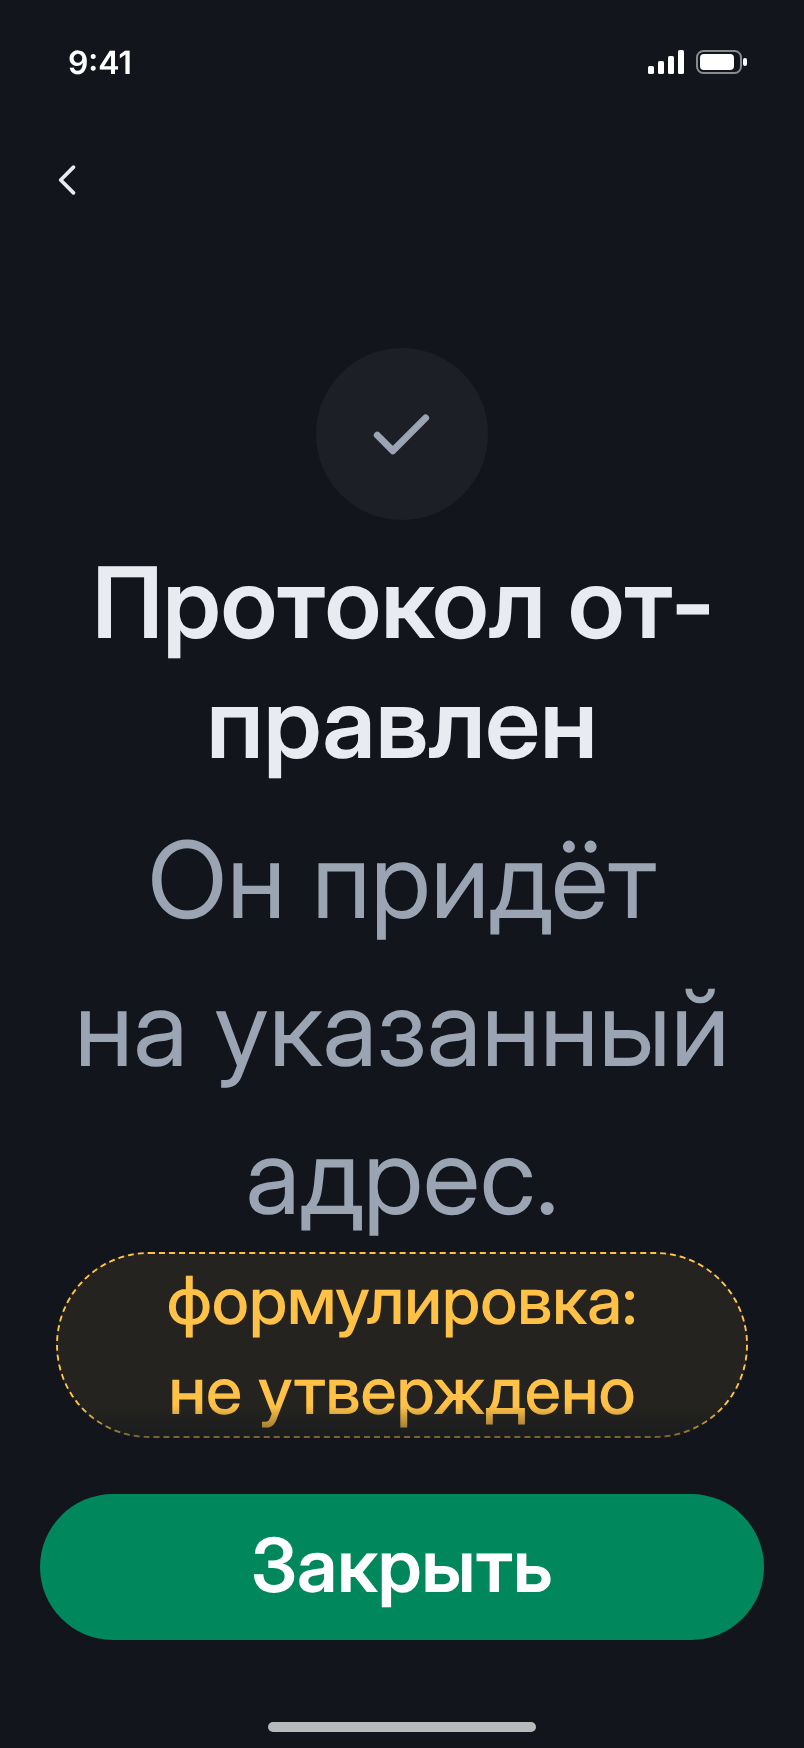 9:41
Протокол от-
правлен
Он придёт
на указанный
адрес.
формулировка:
не утверждено
Закрыть